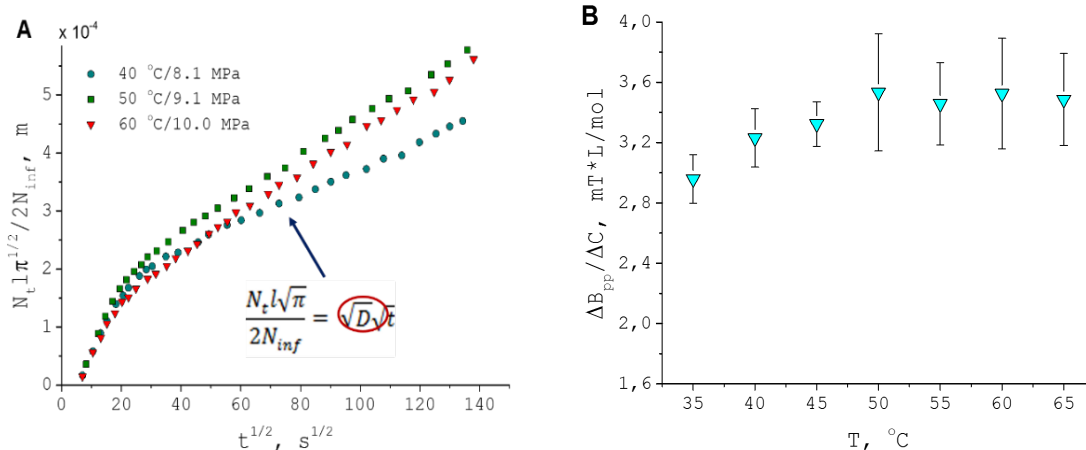 A
×10⁻⁴
5
4
3
2
1
0
N_t lπ^{1/2}/2N_inf, m
40 °C/8.1 MPa
50 °C/9.1 MPa
60 °C/10.0 MPa
N_t l√π / 2N_inf = √D√t
0 20 40 60 80 100 120 140
t^{1/2}, s^{1/2}
B
4,0
3,6
3,2
2,8
2,4
2,0
1,6
ΔB_pp/ΔC, mT*L/mol
35 40 45 50 55 60 65
T, °C